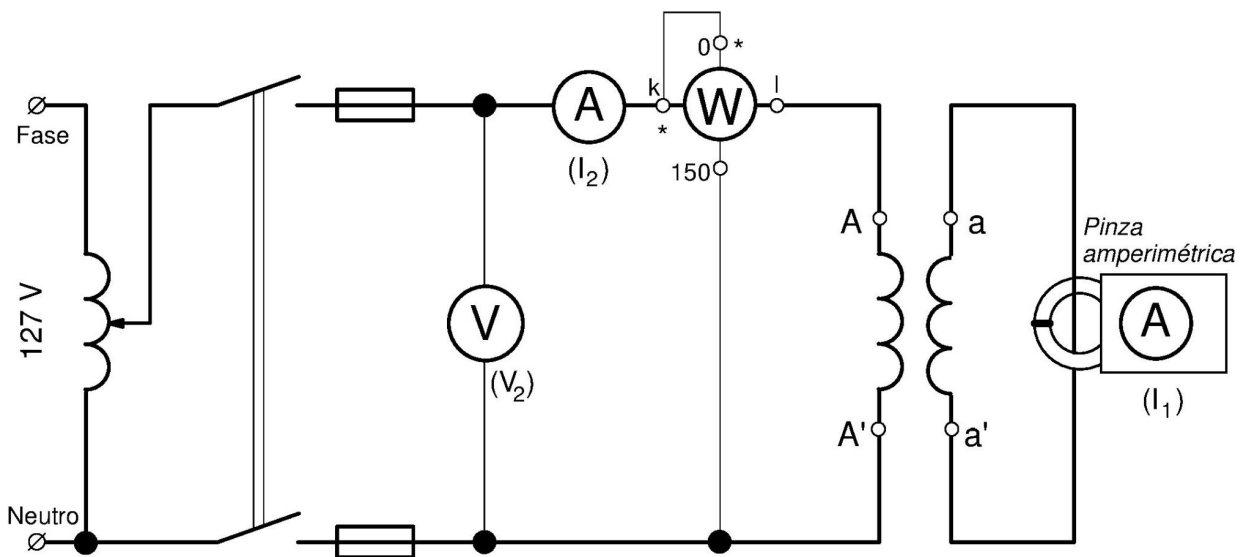 Fase
127 V
Neutro
V
(V₂)
A
(I₂)
k
*
0 *
W
l
150
A
A'
a
a'
Pinza
amperimétrica
A
(I₁)